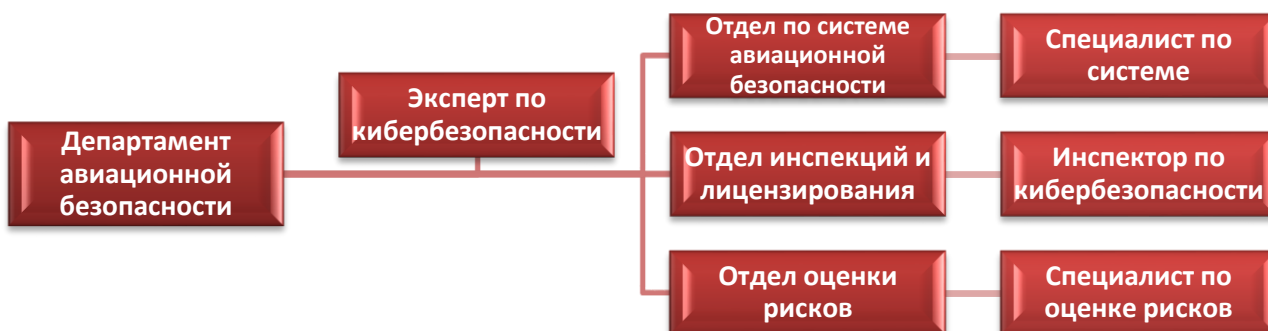 Департамент
авиационной
безопасности
Эксперт по
кибербезопасности
Отдел по системе
авиационной
безопасности
Специалист по
системе
Отдел инспекций и
лицензирования
Инспектор по
кибербезопасности
Отдел оценки
рисков
Специалист по
оценке рисков